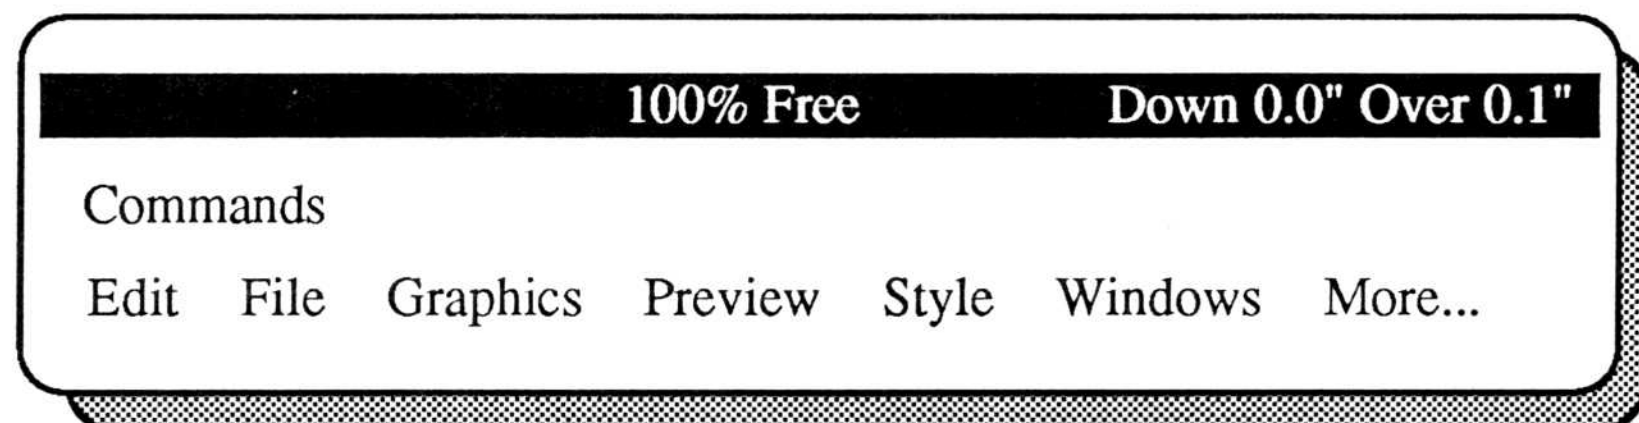 100% Free Down 0.0" Over 0.1"
Commands
Edit File Graphics Preview Style Windows More...